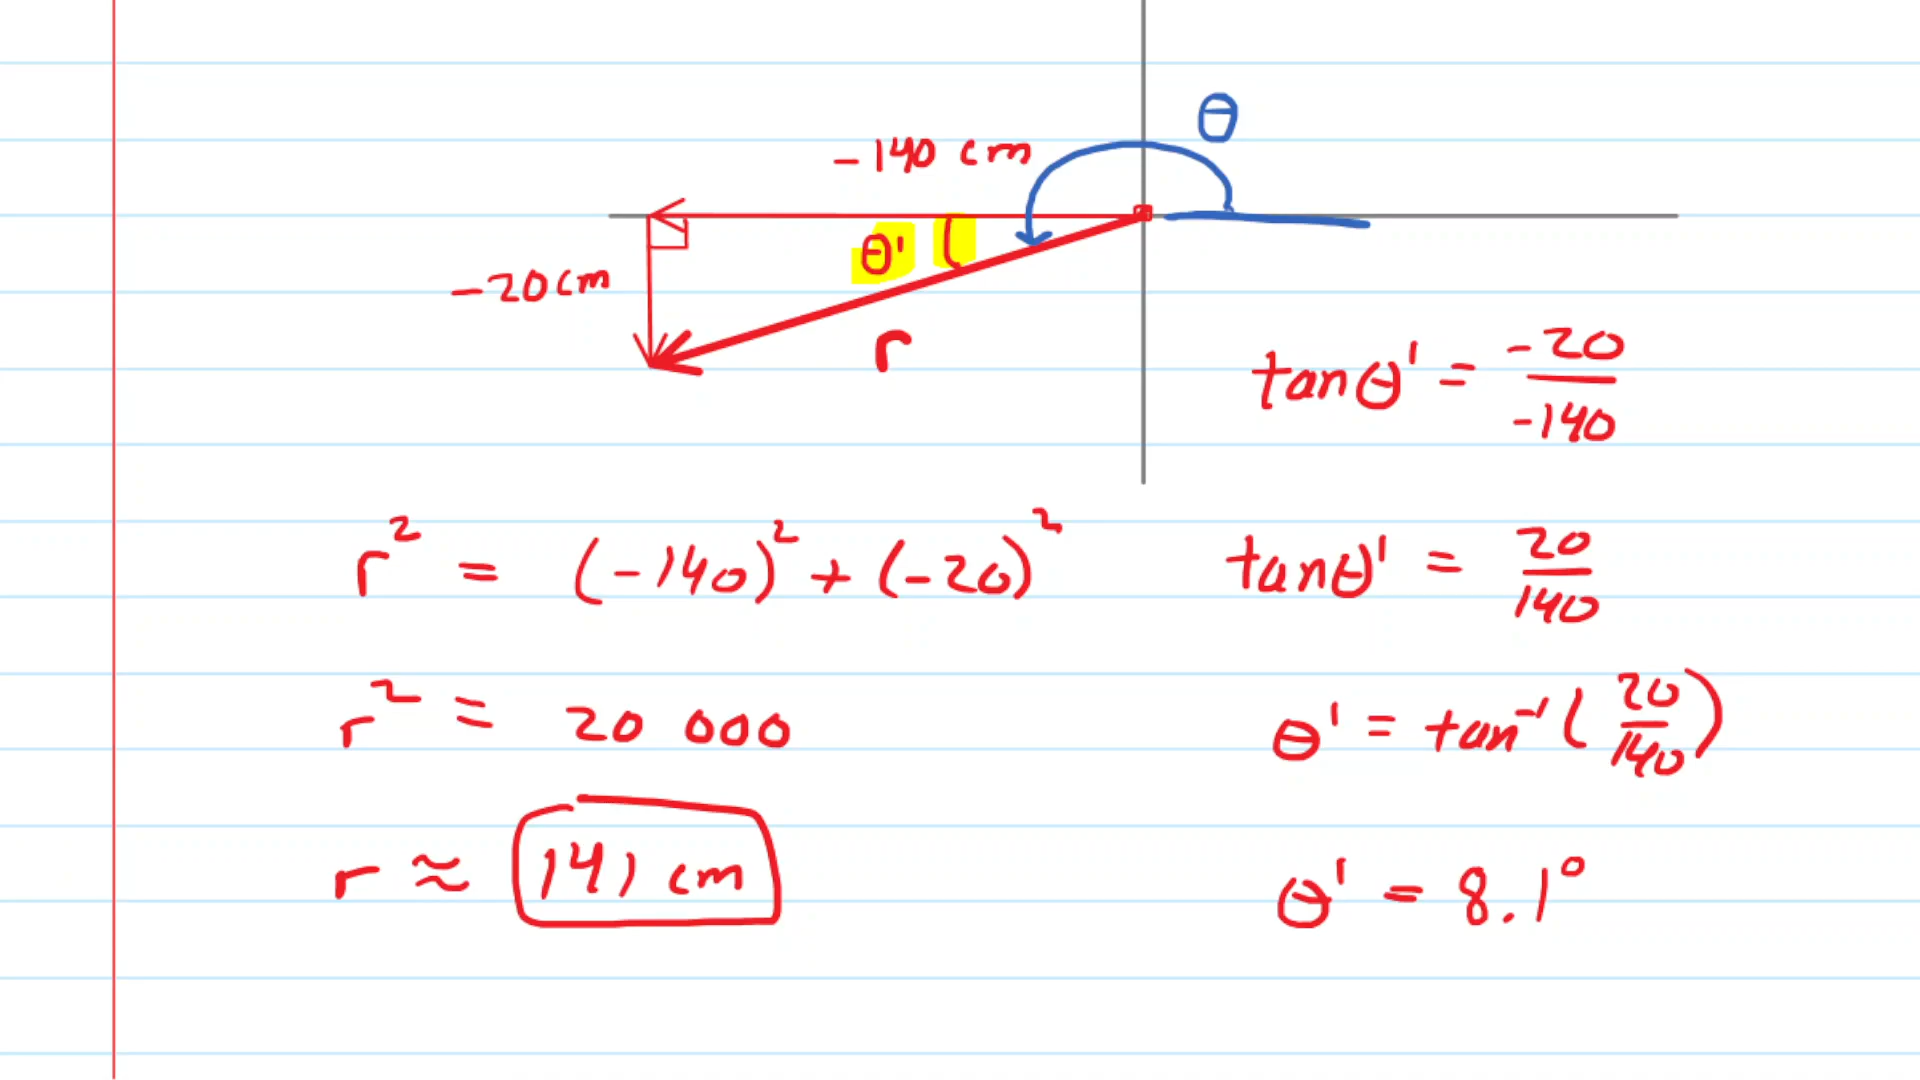 θ
-140 cm
θ'
-20cm
r
tanθ' = -20/-140
r² = (-140)² + (-20)²
tanθ' = 20/140
r² = 20 000
θ' = tan⁻¹(20/140)
r ≈ 141 cm
θ' = 8.1°